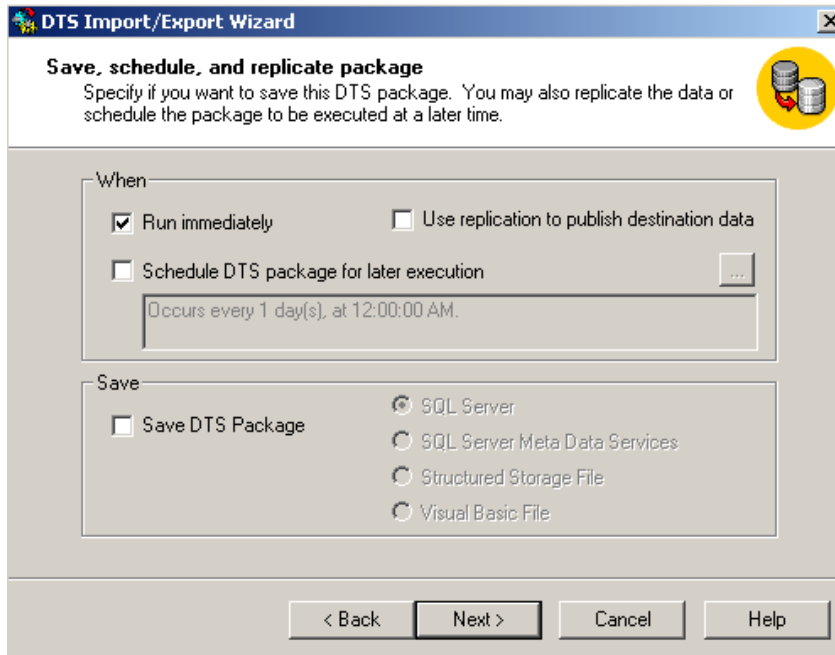 DTS Import/Export Wizard
Save, schedule, and replicate package
Specify if you want to save this DTS package. You may also replicate the data or
schedule the package to be executed at a later time.
When
Run immediately
Use replication to publish destination data
Schedule DTS package for later execution
...
Occurs every 1 day(s), at 12:00:00 AM.
Save
Save DTS Package
SQL Server
SQL Server Meta Data Services
Structured Storage File
Visual Basic File
< Back
Next >
Cancel
Help